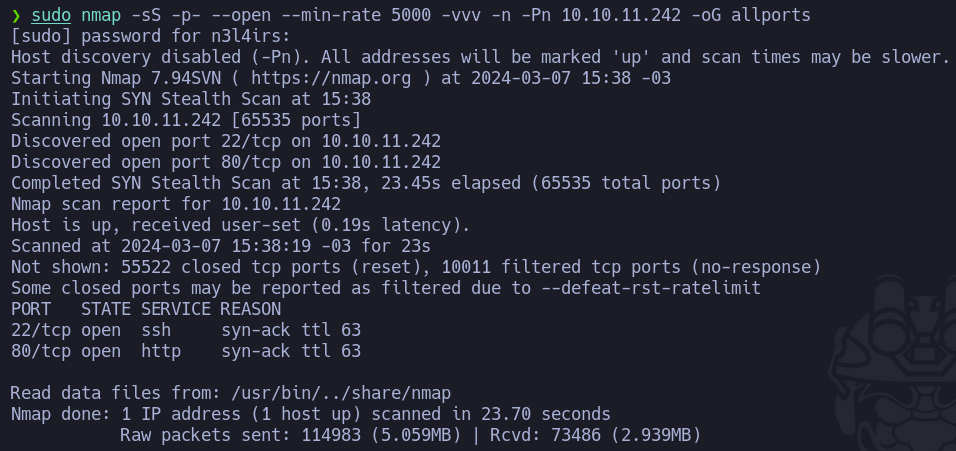 ❯ sudo nmap -sS -p- --open --min-rate 5000 -vvv -n -Pn 10.10.11.242 -oG allports
[sudo] password for n3l4irs:
Host discovery disabled (-Pn). All addresses will be marked 'up' and scan times may be slower.
Starting Nmap 7.94SVN ( https://nmap.org ) at 2024-03-07 15:38 -03
Initiating SYN Stealth Scan at 15:38
Scanning 10.10.11.242 [65535 ports]
Discovered open port 22/tcp on 10.10.11.242
Discovered open port 80/tcp on 10.10.11.242
Completed SYN Stealth Scan at 15:38, 23.45s elapsed (65535 total ports)
Nmap scan report for 10.10.11.242
Host is up, received user-set (0.19s latency).
Scanned at 2024-03-07 15:38:19 -03 for 23s
Not shown: 55522 closed tcp ports (reset), 10011 filtered tcp ports (no-response)
Some closed ports may be reported as filtered due to --defeat-rst-ratelimit
PORT   STATE SERVICE REASON
22/tcp open  ssh     syn-ack ttl 63
80/tcp open  http    syn-ack ttl 63
Read data files from: /usr/bin/../share/nmap
Nmap done: 1 IP address (1 host up) scanned in 23.70 seconds
Raw packets sent: 114983 (5.059MB) | Rcvd: 73486 (2.939MB)